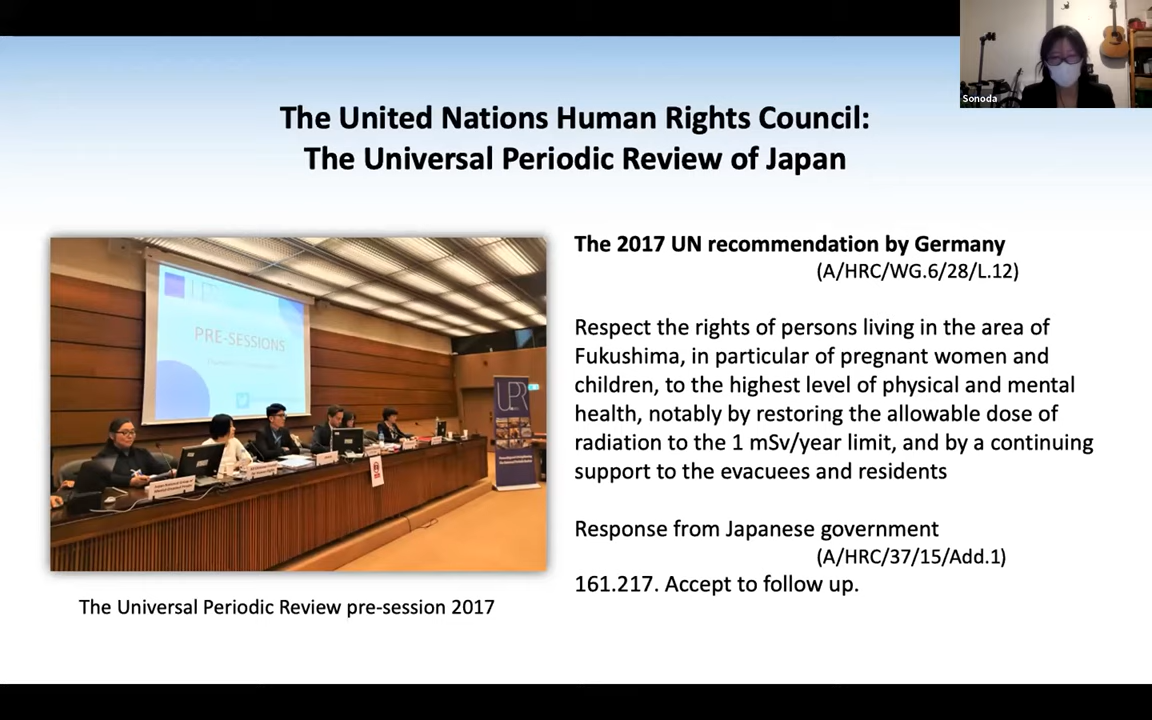 Sonoda
The United Nations Human Rights Council:
The Universal Periodic Review of Japan
PRE-SESSIONS
UPR
The 2017 UN recommendation by Germany
(A/HRC/WG.6/28/L.12)
Respect the rights of persons living in the area of
Fukushima, in particular of pregnant women and
children, to the highest level of physical and mental
health, notably by restoring the allowable dose of
radiation to the 1 mSv/year limit, and by a continuing
support to the evacuees and residents
Response from Japanese government
(A/HRC/37/15/Add.1)
161.217. Accept to follow up.
The Universal Periodic Review pre-session 2017